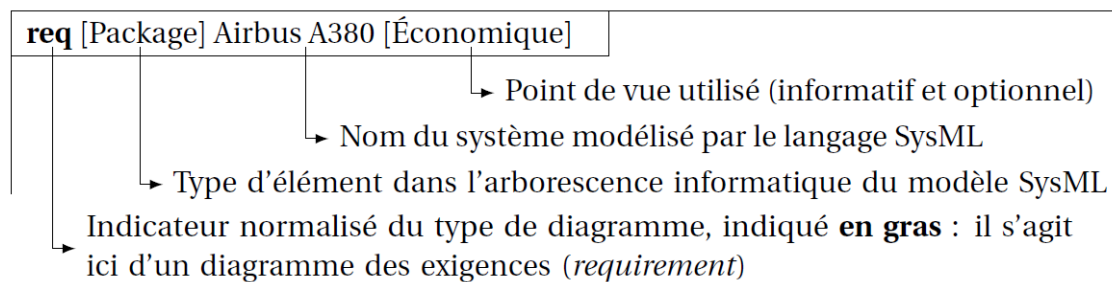 req [Package] Airbus A380 [Économique]
Point de vue utilisé (informatif et optionnel)
Nom du système modélisé par le langage SysML
Type d'élément dans l'arborescence informatique du modèle SysML
Indicateur normalisé du type de diagramme, indiqué en gras : il s'agit
ici d'un diagramme des exigences (requirement)